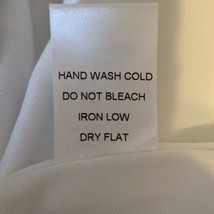 HAND WASH COLD
DO NOT BLEACH
IRON LOW
DRY FLAT